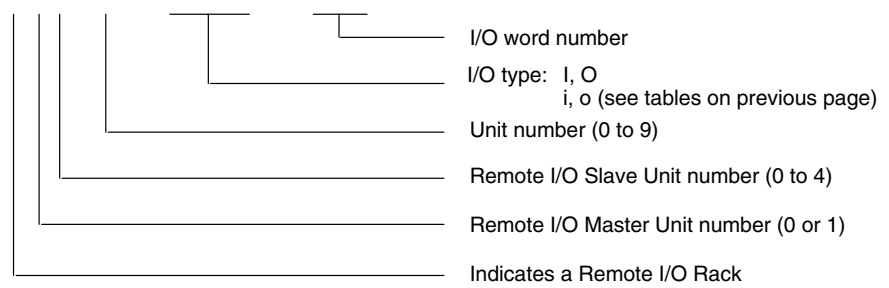 I/O word number
I/O type: I, O
i, o (see tables on previous page)
Unit number (0 to 9)
Remote I/O Slave Unit number (0 to 4)
Remote I/O Master Unit number (0 or 1)
Indicates a Remote I/O Rack